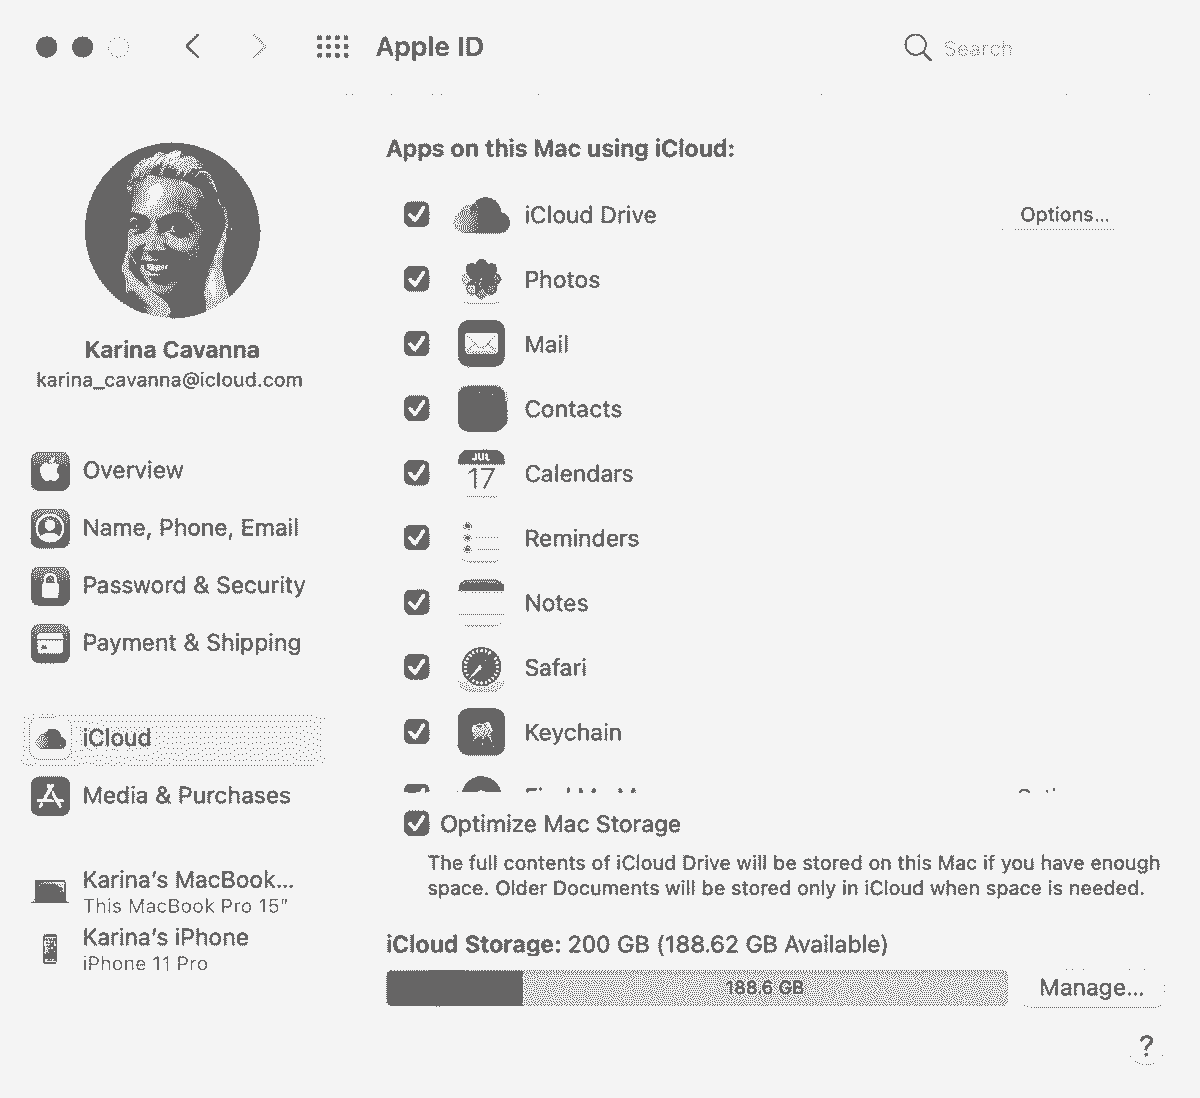 Apple ID
Search
Apps on this Mac using iCloud:
iCloud Drive
Options...
Photos
Mail
Karina Cavanna
karina_cavanna@icloud.com
Contacts
JUL
17
Calendars
Overview
Name, Phone, Email
Reminders
Password & Security
Notes
Payment & Shipping
Safari
iCloud
Keychain
Media & Purchases
Optimize Mac Storage
The full contents of iCloud Drive will be stored on this Mac if you have enough
space. Older Documents will be stored only in iCloud when space is needed.
Karina's MacBook...
This MacBook Pro 15"
Karina's iPhone
iPhone 11 Pro
iCloud Storage: 200 GB (188.62 GB Available)
188.6 GB
Manage...
?